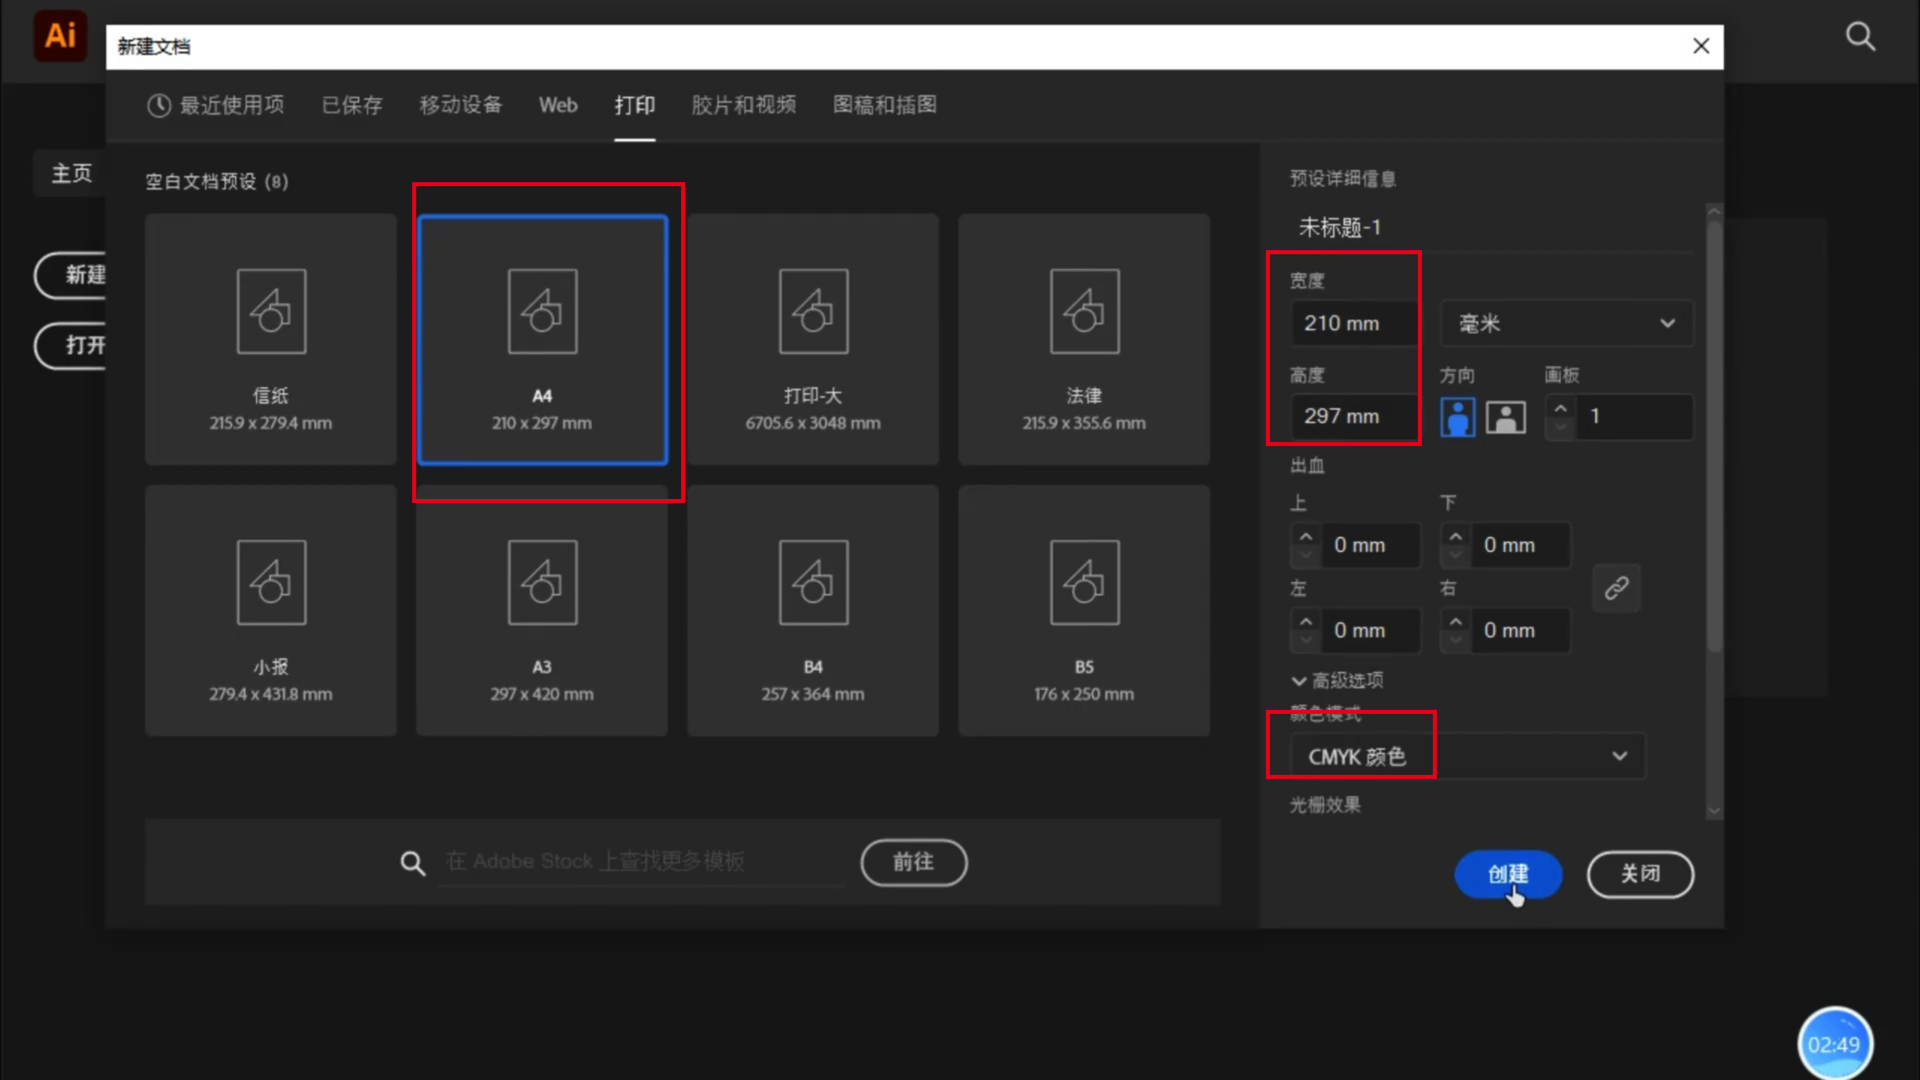 Ai
新建文档
最近使用项 已保存 移动设备 Web 打印 胶片和视频 图稿和插图
主页
新建
打开
空白文档预设 (8)
信纸
215.9 x 279.4 mm
A4
210 x 297 mm
打印-大
6705.6 x 3048 mm
法律
215.9 x 355.6 mm
小报
279.4 x 431.8 mm
A3
297 x 420 mm
B4
257 x 364 mm
B5
176 x 250 mm
在 Adobe Stock 上查找更多模板
前往
预设详细信息
未标题-1
宽度
210 mm 毫米
高度 方向 画板
297 mm 1
出血
上 下
0 mm 0 mm
左 右
0 mm 0 mm
高级选项
颜色模式
CMYK 颜色
光栅效果
创建 关闭
02:49